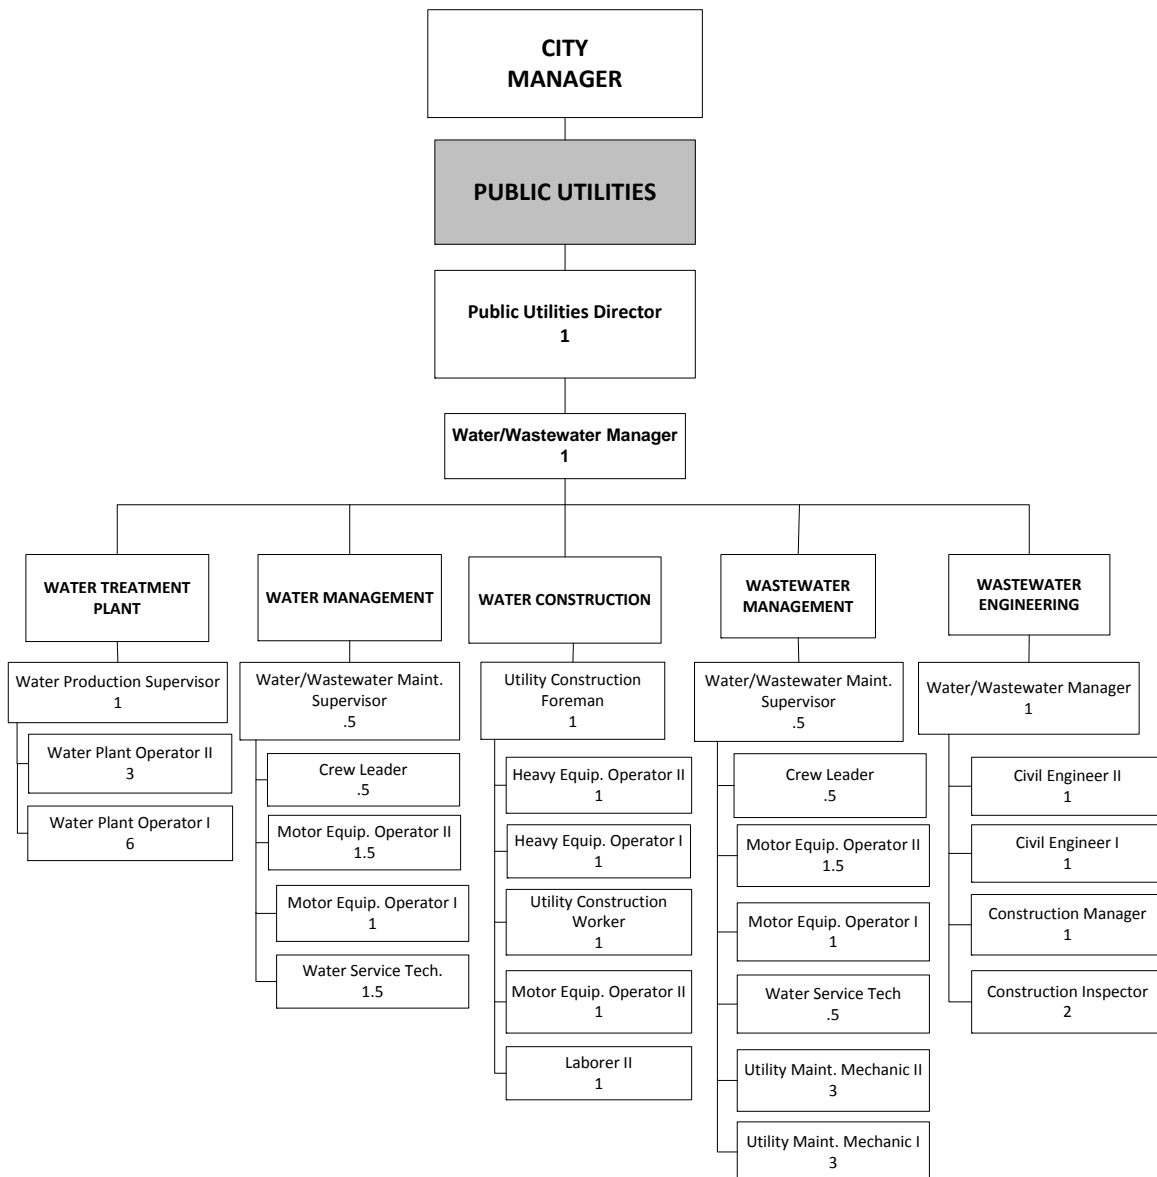 CITY
MANAGER
PUBLIC UTILITIES
Public Utilities Director
1
Water/Wastewater Manager
1
WATER TREATMENT
PLANT
Water Production Supervisor
1
Water Plant Operator II
3
Water Plant Operator I
6
WATER MANAGEMENT
Water/Wastewater Maint.
Supervisor
.5
Crew Leader
.5
Motor Equip. Operator II
1.5
Motor Equip. Operator I
1
Water Service Tech.
1.5
WATER CONSTRUCTION
Utility Construction
Foreman
1
Heavy Equip. Operator II
1
Heavy Equip. Operator I
1
Utility Construction
Worker
1
Motor Equip. Operator II
1
Laborer II
1
WASTEWATER
MANAGEMENT
Water/Wastewater Maint.
Supervisor
.5
Crew Leader
.5
Motor Equip. Operator II
1.5
Motor Equip. Operator I
1
Water Service Tech
.5
Utility Maint. Mechanic II
3
Utility Maint. Mechanic I
3
WASTEWATER
ENGINEERING
Water/Wastewater Manager
1
Civil Engineer II
1
Civil Engineer I
1
Construction Manager
1
Construction Inspector
2